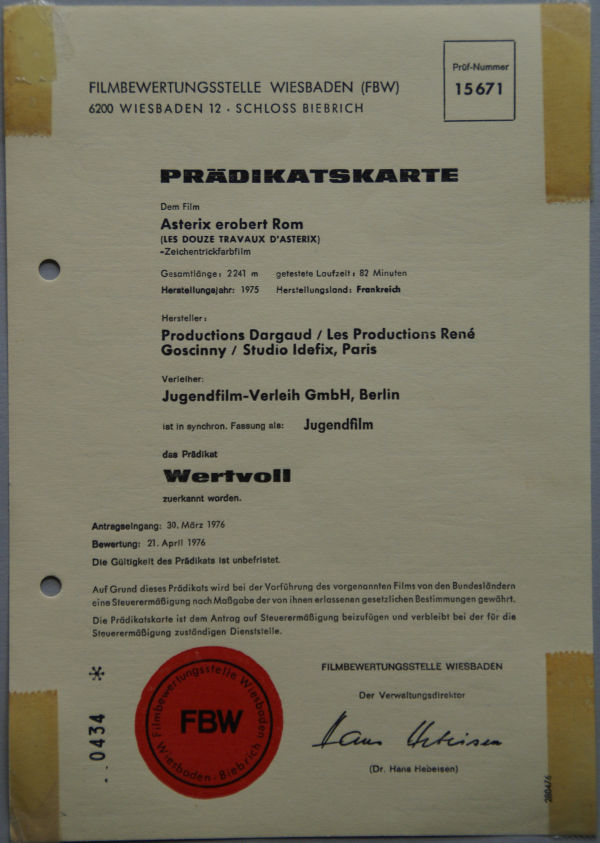 FILMBEWERTUNGSSTELLE WIESBADEN (FBW)
6200 WIESBADEN 12 · SCHLOSS BIEBRICH
Prüf-Nummer
15671
PRÄDIKATSKARTE
Dem Film
Asterix erobert Rom
(LES DOUZE TRAVAUX D'ASTERIX)
-Zeichentrickfarbfilm
Gesamtlänge: 2241 m getestete Laufzeit: 82 Minuten
Herstellungsjahr: 1975 Herstellungsland: Frankreich
Hersteller:
Productions Dargaud / Les Productions René
Goscinny / Studio Idefix, Paris
Verleiher:
Jugendfilm-Verleih GmbH, Berlin
ist in synchron. Fassung als: Jugendfilm
das Prädikat
Wertvoll
zuerkannt worden.
Antragseingang: 30. März 1976
Bewertung: 21. April 1976
Die Gültigkeit des Prädikats ist unbefristet.
Auf Grund dieses Prädikats wird bei der Vorführung des vorgenannten Films von den Bundesländern
eine Steuerermäßigung nach Maßgabe der von ihnen erlassenen gesetzlichen Bestimmungen gewährt.
Die Prädikatskarte ist dem Antrag auf Steuerermäßigung beizufügen und verbleibt bei der für die
Steuerermäßigung zuständigen Dienststelle.
0434 *
Filmbewertungsstelle Wiesbaden
FBW
Wiesbaden-Biebrich
FILMBEWERTUNGSSTELLE WIESBADEN
Der Verwaltungsdirektor
Hans Hebeisen
(Dr. Hans Hebeisen)
2804/6